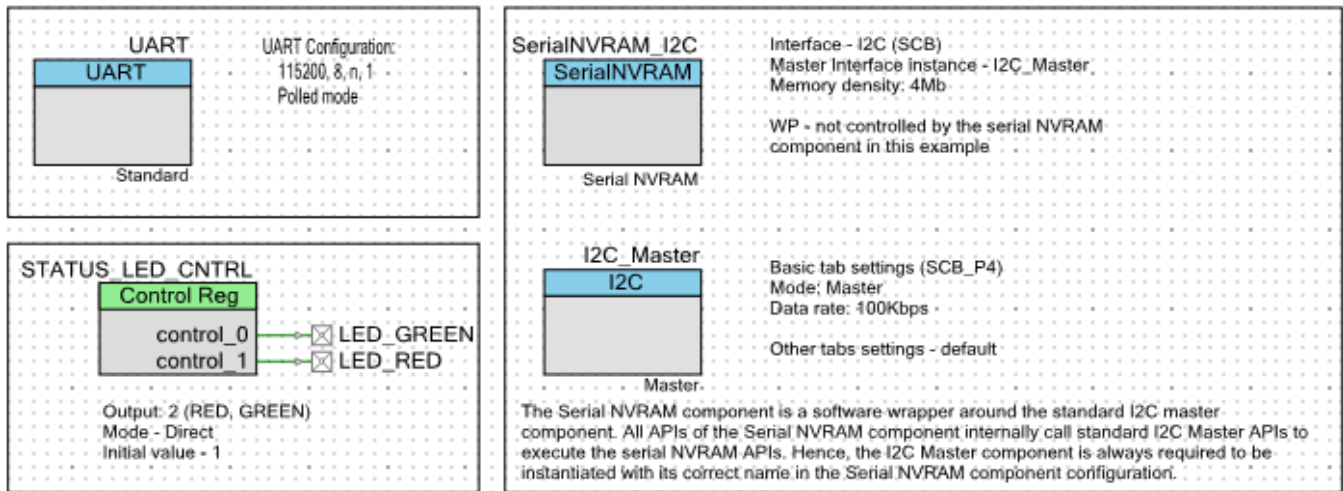 UART
UART
Standard
UART Configuration:
115200, 8, n, 1
Polled mode
STATUS_LED_CNTRL
Control Reg
control_0
LED_GREEN
control_1
LED_RED
Output: 2 (RED, GREEN)
Mode - Direct
Initial value - 1
SerialNVRAM_I2C
SerialNVRAM
Serial NVRAM
Interface - I2C (SCB)
Master Interface instance - I2C_Master
Memory density: 4Mb
WP - not controlled by the serial NVRAM
component in this example
I2C_Master
I2C
Master
Basic tab settings (SCB_P4)
Mode: Master
Data rate: 100Kbps
Other tabs settings - default
The Serial NVRAM component is a software wrapper around the standard I2C master
component. All APIs of the Serial NVRAM component internally call standard I2C Master APIs to
execute the serial NVRAM APIs. Hence, the I2C Master component is always required to be
instantiated with its correct name in the Serial NVRAM component configuration.